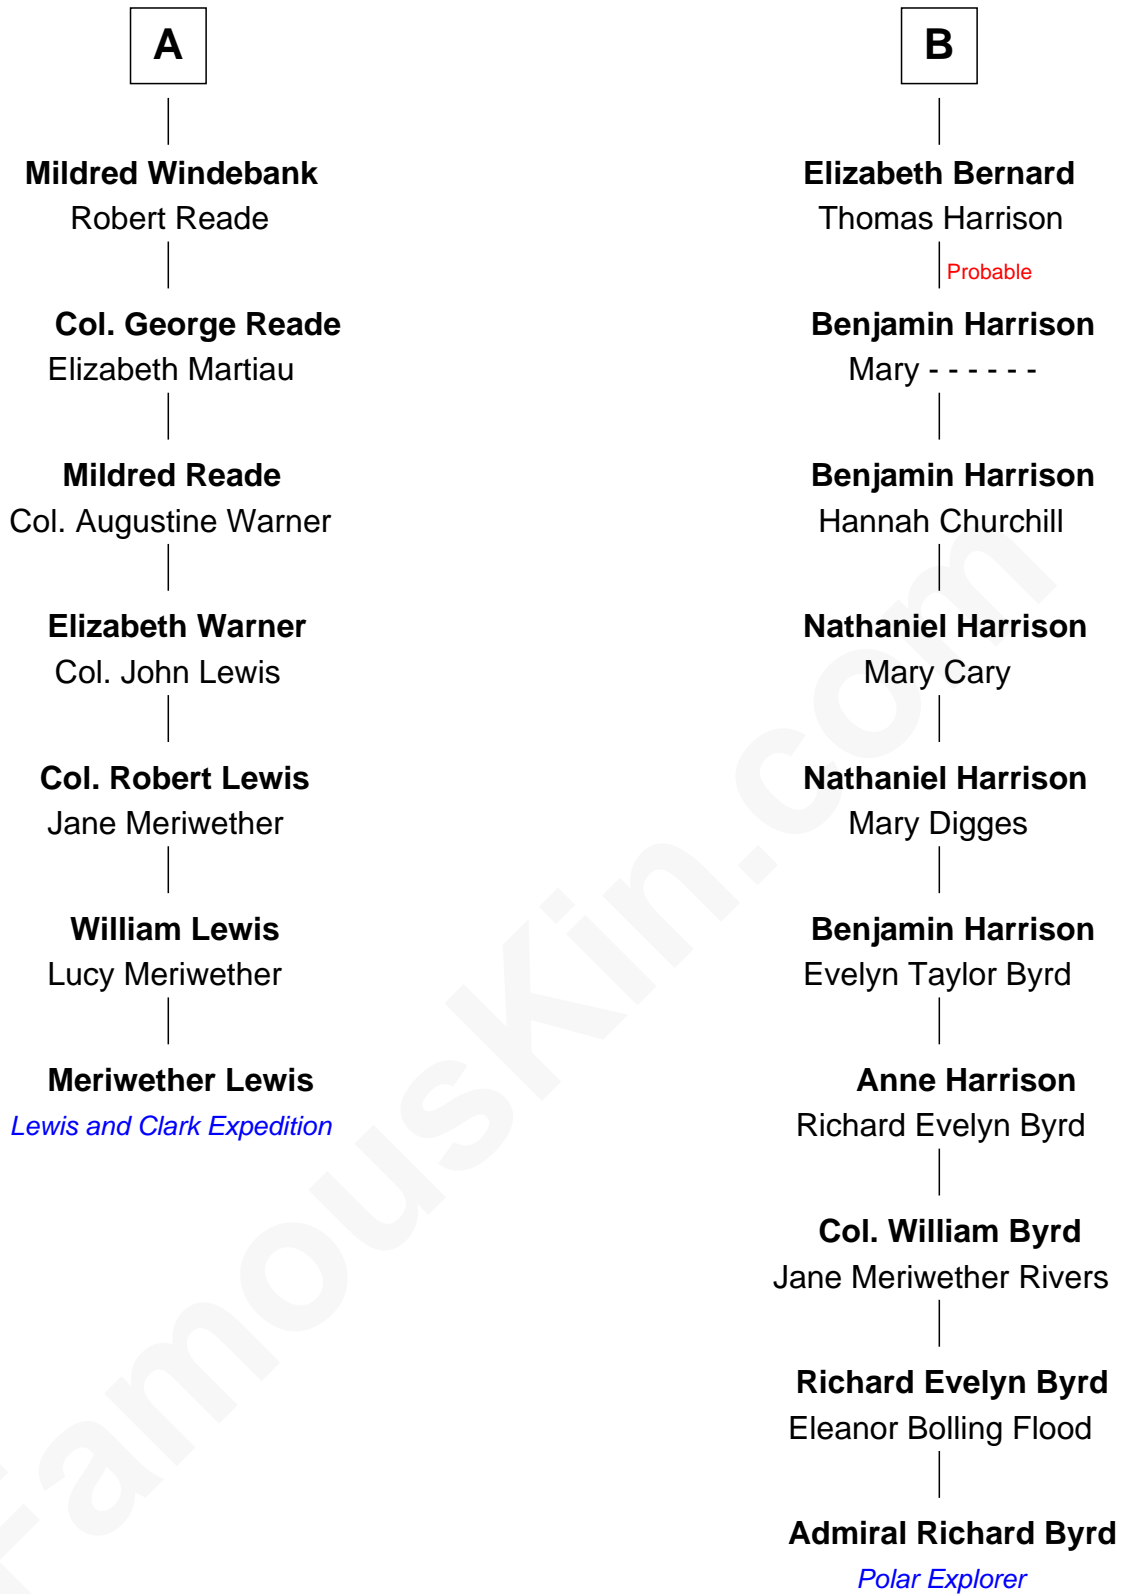 A
Mildred Windebank
Robert Reade
Col. George Reade
Elizabeth Martiau
Mildred Reade
Col. Augustine Warner
Elizabeth Warner
Col. John Lewis
Col. Robert Lewis
Jane Meriwether
William Lewis
Lucy Meriwether
Meriwether Lewis
Lewis and Clark Expedition
B
Elizabeth Bernard
Thomas Harrison
Probable
Benjamin Harrison
Mary - - - - - -
Benjamin Harrison
Hannah Churchill
Nathaniel Harrison
Mary Cary
Nathaniel Harrison
Mary Digges
Benjamin Harrison
Evelyn Taylor Byrd
Anne Harrison
Richard Evelyn Byrd
Col. William Byrd
Jane Meriwether Rivers
Richard Evelyn Byrd
Eleanor Bolling Flood
Admiral Richard Byrd
Polar Explorer
FamousKin.com